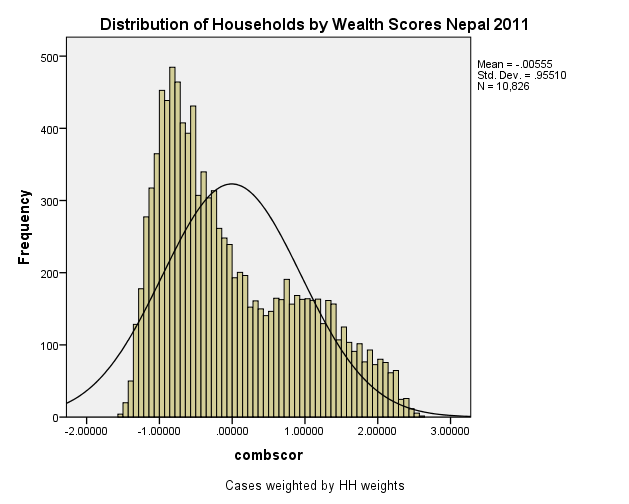 Distribution of Households by Wealth Scores Nepal 2011
Mean = -.00555
Std. Dev. = .95510
N = 10,826
500
400
300
200
100
0
Frequency
-2.00000 -1.00000 .00000 1.00000 2.00000 3.00000
combscor
Cases weighted by HH weights